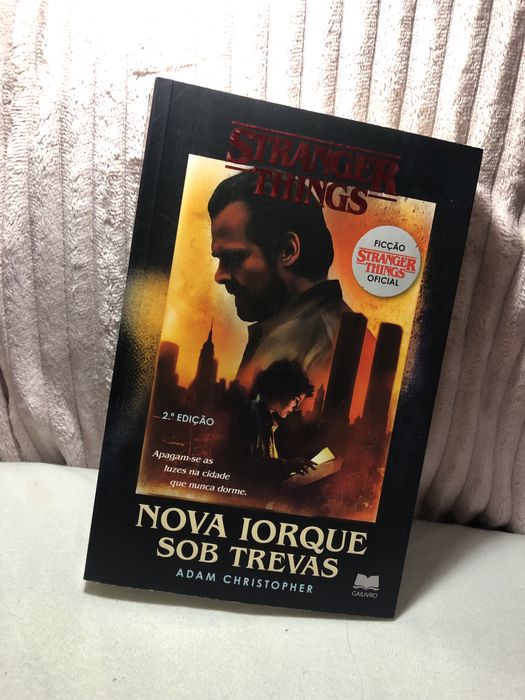 STRANGER
THINGS
FICÇÃO
STRANGER
THINGS
OFICIAL
2.ª EDIÇÃO
Apagam-se as
luzes na cidade
que nunca dorme.
NOVA IORQUE
SOB TREVAS
ADAM CHRISTOPHER
GAILIVRO